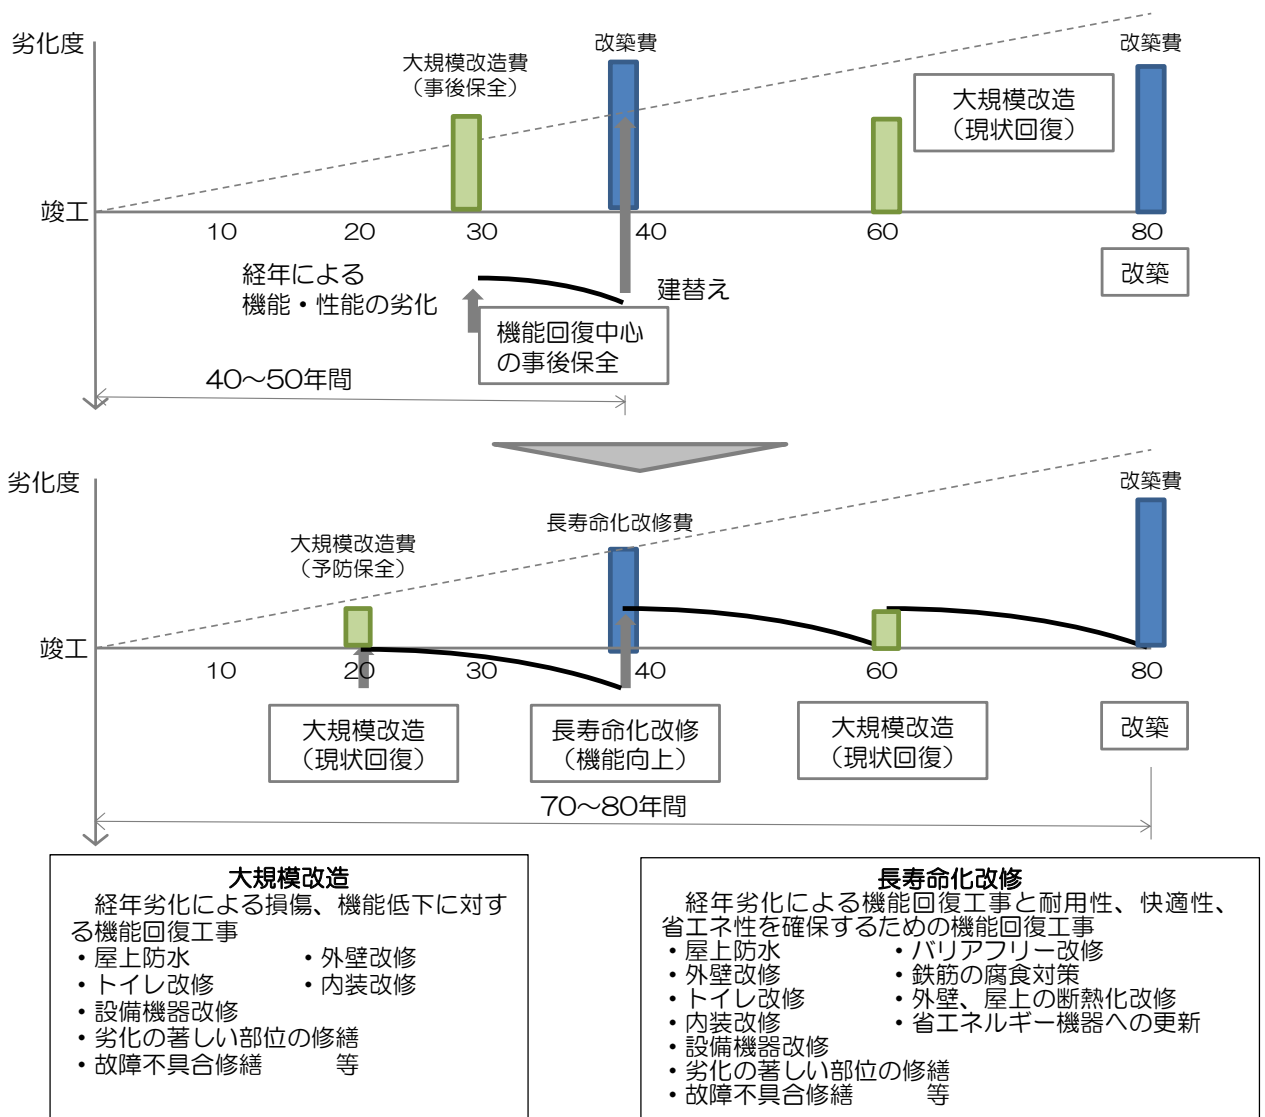 劣化度
大規模改造費
（事後保全）
改築費
改築費
大規模改造
（現状回復）
竣工
10
20
30
40
60
80
経年による
機能・性能の劣化
建替え
改築
機能回復中心
の事後保全
40～50年間
劣化度
大規模改造費
（予防保全）
長寿命化改修費
改築費
竣工
10
20
30
40
60
80
大規模改造
（現状回復）
長寿命化改修
（機能向上）
大規模改造
（現状回復）
改築
70～80年間
大規模改造
経年劣化による損傷、機能低下に対す
る機能回復工事
・屋上防水　・外壁改修
・トイレ改修　・内装改修
・設備機器改修
・劣化の著しい部位の修繕
・故障不具合修繕　等
長寿命化改修
経年劣化による機能回復工事と耐用性、快適性、
省エネ性を確保するための機能回復工事
・屋上防水　・バリアフリー改修
・外壁改修　・鉄筋の腐食対策
・トイレ改修　・外壁、屋上の断熱化改修
・内装改修　・省エネルギー機器への更新
・設備機器改修
・劣化の著しい部位の修繕
・故障不具合修繕　等